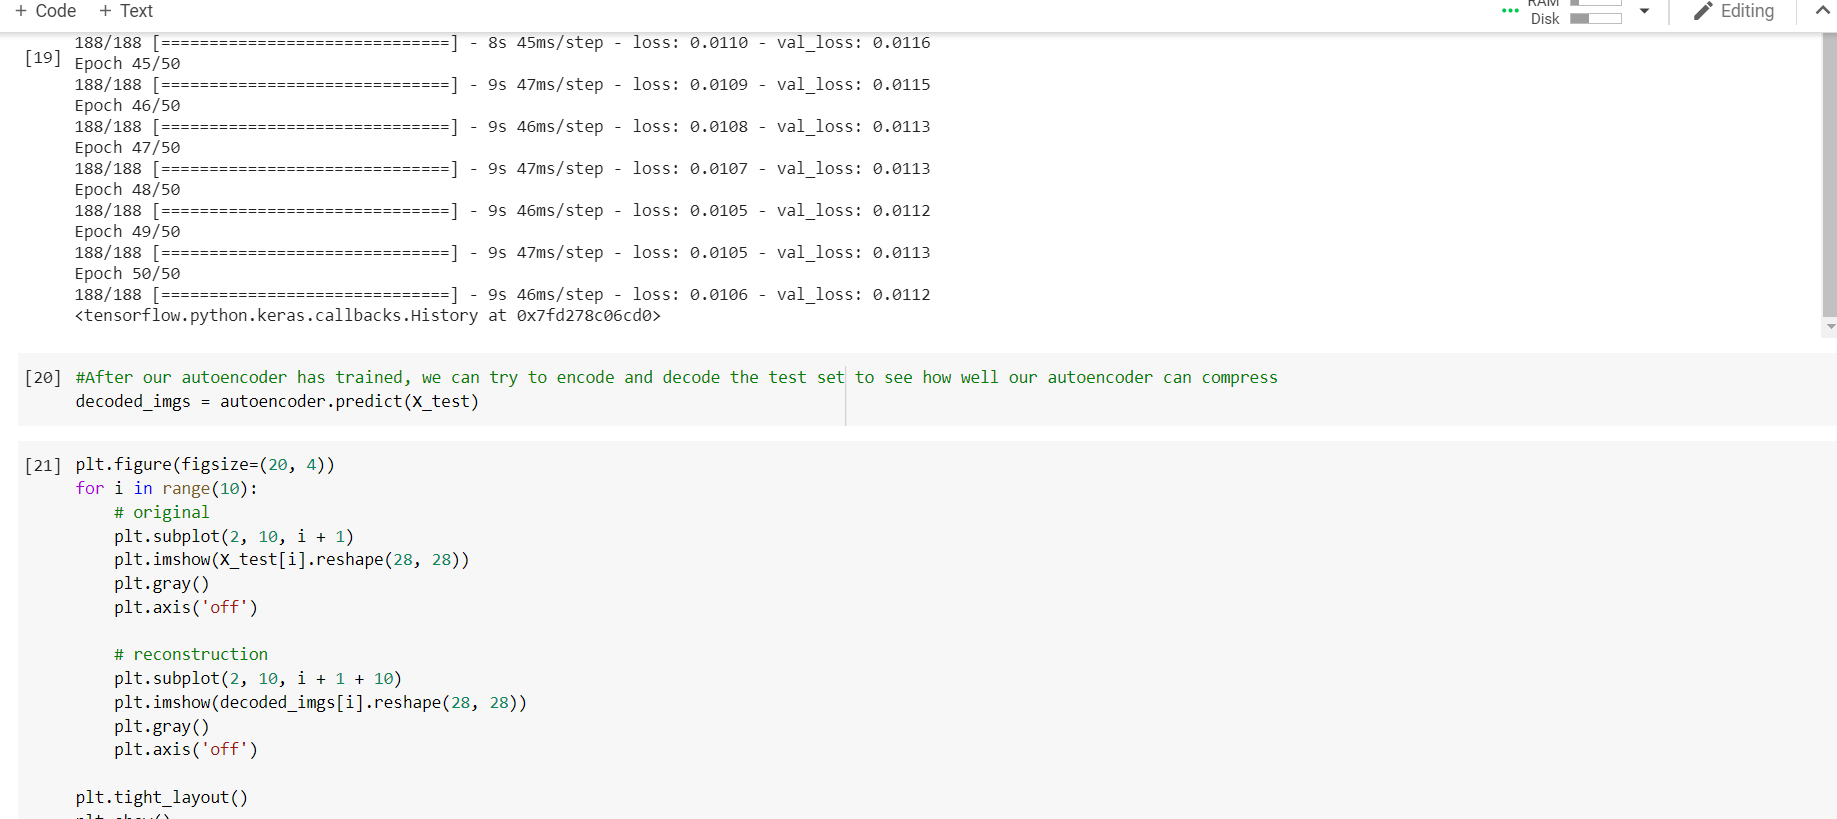 + Code + Text
RAM
Disk
Editing
188/188 [==============================] - 8s 45ms/step - loss: 0.0110 - val_loss: 0.0116
[19]
Epoch 45/50
188/188 [==============================] - 9s 47ms/step - loss: 0.0109 - val_loss: 0.0115
Epoch 46/50
188/188 [==============================] - 9s 46ms/step - loss: 0.0108 - val_loss: 0.0113
Epoch 47/50
188/188 [==============================] - 9s 47ms/step - loss: 0.0107 - val_loss: 0.0113
Epoch 48/50
188/188 [==============================] - 9s 46ms/step - loss: 0.0105 - val_loss: 0.0112
Epoch 49/50
188/188 [==============================] - 9s 47ms/step - loss: 0.0105 - val_loss: 0.0113
Epoch 50/50
188/188 [==============================] - 9s 46ms/step - loss: 0.0106 - val_loss: 0.0112
<tensorflow.python.keras.callbacks.History at 0x7fd278c06cd0>
[20] #After our autoencoder has trained, we can try to encode and decode the test set to see how well our autoencoder can compress
decoded_imgs = autoencoder.predict(X_test)
[21] plt.figure(figsize=(20, 4))
for i in range(10):
    # original
    plt.subplot(2, 10, i + 1)
    plt.imshow(X_test[i].reshape(28, 28))
    plt.gray()
    plt.axis('off')
    # reconstruction
    plt.subplot(2, 10, i + 1 + 10)
    plt.imshow(decoded_imgs[i].reshape(28, 28))
    plt.gray()
    plt.axis('off')
plt.tight_layout()
plt.show()